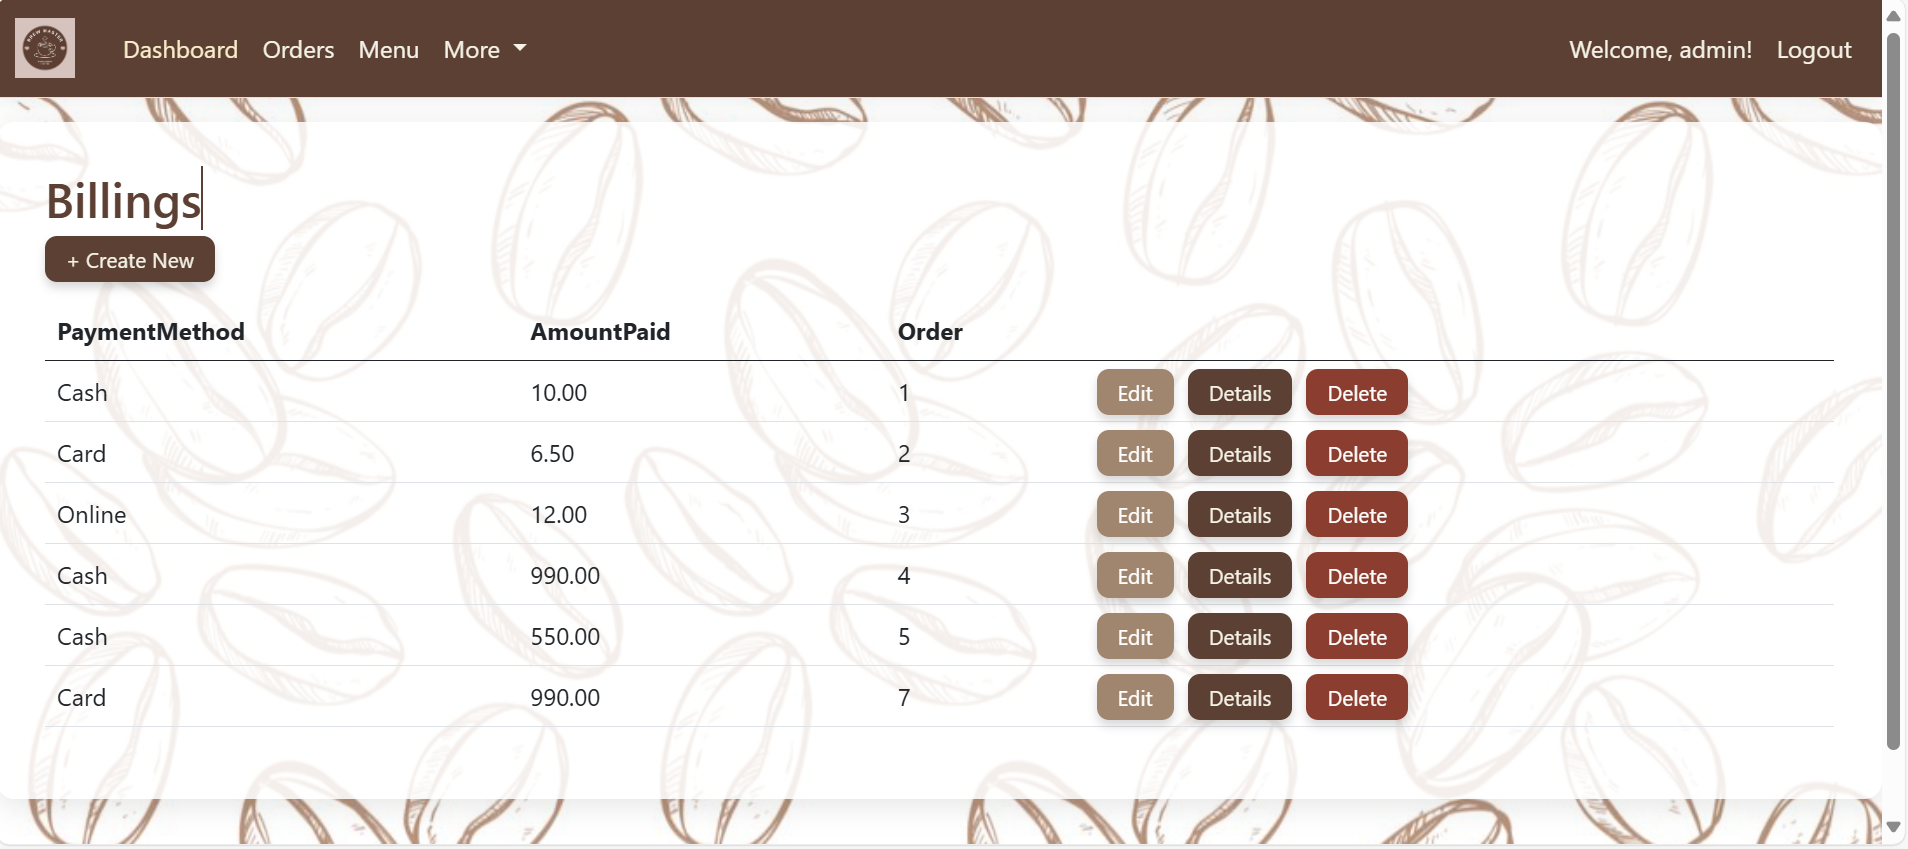 BREW MASTER
Dashboard Orders Menu More Welcome, admin! Logout
Billings
+ Create New
PaymentMethod AmountPaid Order
Cash 10.00 1 Edit Details Delete
Card 6.50 2 Edit Details Delete
Online 12.00 3 Edit Details Delete
Cash 990.00 4 Edit Details Delete
Cash 550.00 5 Edit Details Delete
Card 990.00 7 Edit Details Delete